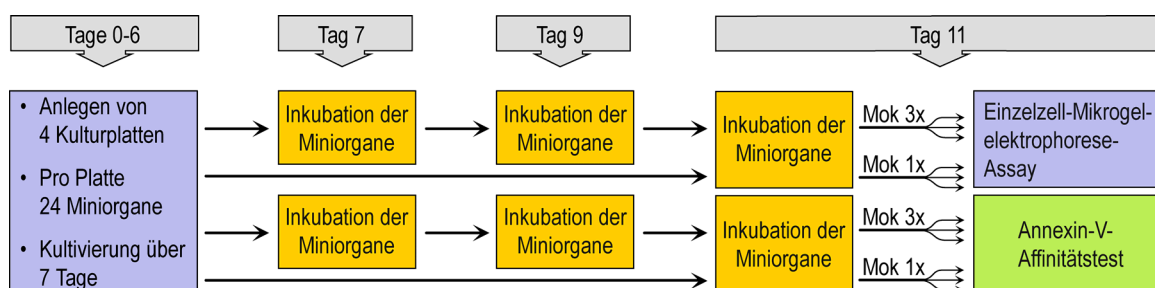 Tage 0-6
Tag 7
Tag 9
Tag 11
• Anlegen von
4 Kulturplatten
• Pro Platte
24 Miniorgane
• Kultivierung über
7 Tage
Inkubation der
Miniorgane
Inkubation der
Miniorgane
Inkubation der
Miniorgane
Mok 3x
Mok 1x
Einzelzell-Mikrogel-
elektrophorese-
Assay
Inkubation der
Miniorgane
Inkubation der
Miniorgane
Inkubation der
Miniorgane
Mok 3x
Mok 1x
Annexin-V-
Affinitätstest